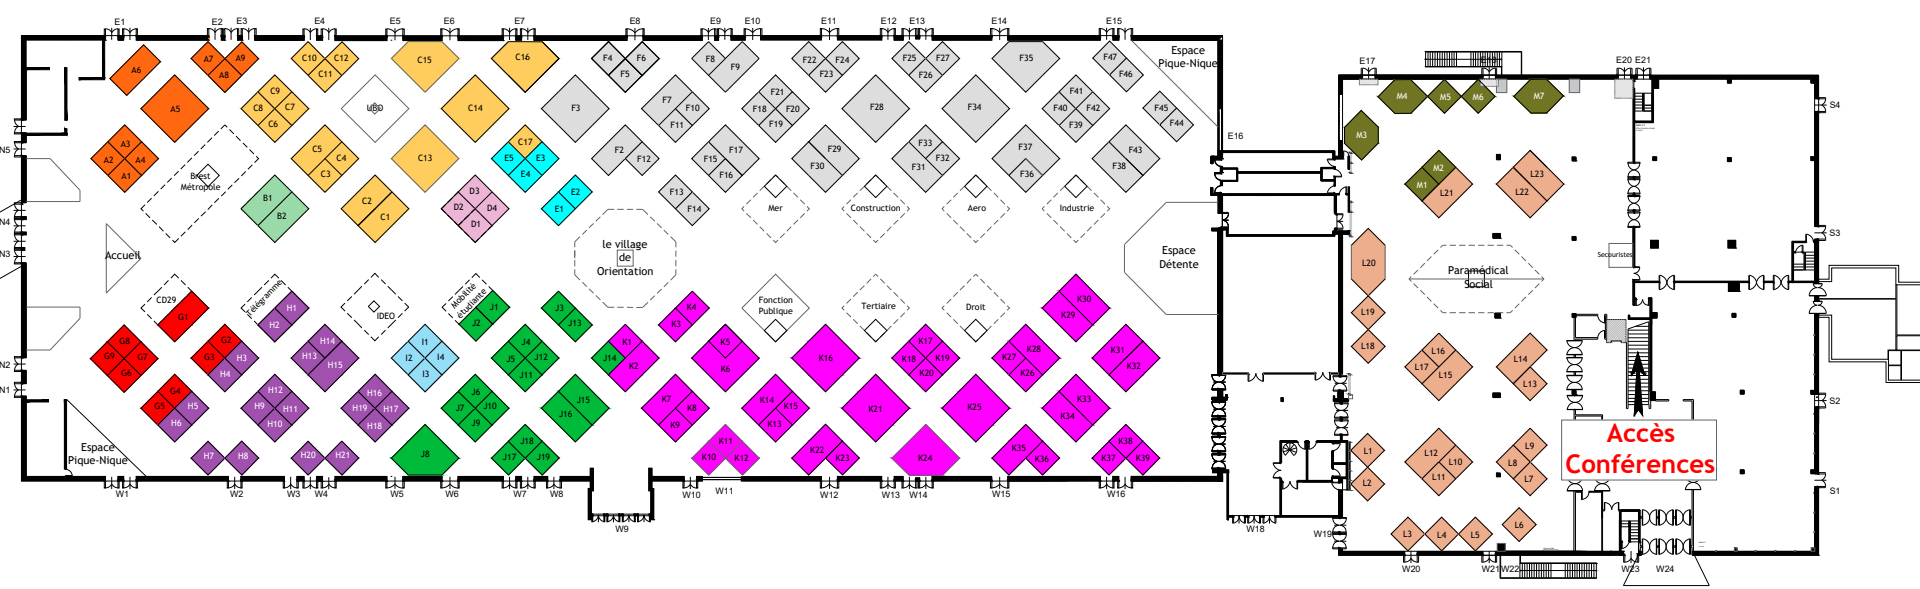 E1 E2 E3 E4 E5 E6 E7 E8 E9 E10 E11 E12 E13 E14 E15
A6 A7 A9 A8 C10 C12 C11 C15 C16 F4 F6 F5 F8 F9 F22 F24 F23 F25 F27 F26 F35 F47 F46
Espace
Pique-Nique
A5 C9 C8 C7 C6 UBO C14 F3 F7 F10 F11 F21 F18 F20 F19 F28 F34 F41 F40 F42 F39 F45 F44
N5 A3 A2 A4 A1 C5 C4 C3 C13 C17 E5 E3 E4 F2 F12 F17 F15 F16 F29 F30 F33 F32 F31 F37 F36 F43 F38 E16
Brest
Métropole
B1 B2 C2 C1 D3 D2 D4 D1 E2 E1 F13 F14
Mer Construction Aero Industrie
N4
N3
Accueil
le village
de
Orientation
Espace
Détente
CD29 G1
Télégramme
H1 H2
IDEO
Mobilité
étudiante
J1 J2 J3 J13 K4 K3
Fonction
Publique
Tertiaire Droit
K30 K29
N2 G8 G9 G7 G6 G2 G3 H3 H4 H14 H13 H15 I1 I2 I4 I3 J4 J5 J12 J11 J14 K1 K2 K5 K6 K16 K17 K18 K19 K20 K28 K27 K26 K31 K32
N1 G4 G5 H5 H6 H12 H9 H11 H10 H16 H19 H17 H18 J6 J7 J10 J9 J15 J16 K7 K8 K9 K14 K15 K13 K21 K25 K33 K34
Espace
Pique-Nique
H7 H8 H20 H21 J8 J18 J17 J19 K11 K10 K12 K22 K23 K24 K35 K36 K38 K37 K39
W1 W2 W3 W4 W5 W6 W7 W8 W9 W10 W11 W12 W13 W14 W15 W16 W18
E17 E20 E21
M4 M5 M6 M7
M3
M2 M1 L21 L23 L22
S4
S3
Secouristes
L20
Paramédical
Social
L19
L18
L16 L17 L15 L14 L13
S2
Accès
Conférences
L1 L2 L12 L10 L11 L9 L8 L7
S1
L3 L4 L5 L6
W19 W20 W21 W22 W23 W24